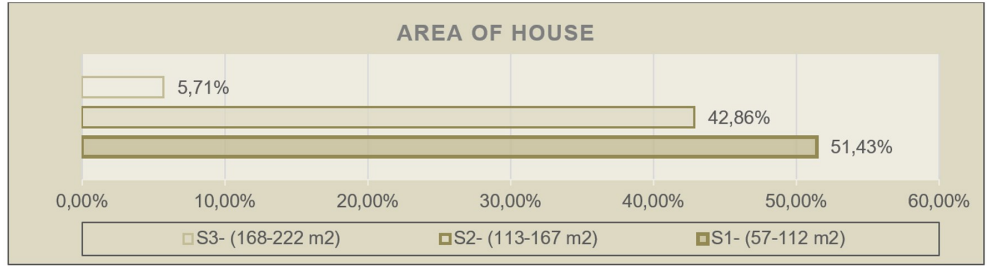 AREA OF HOUSE
5,71%
42,86%
51,43%
0,00% 10,00% 20,00% 30,00% 40,00% 50,00% 60,00%
S3- (168-222 m2) S2- (113-167 m2) S1- (57-112 m2)